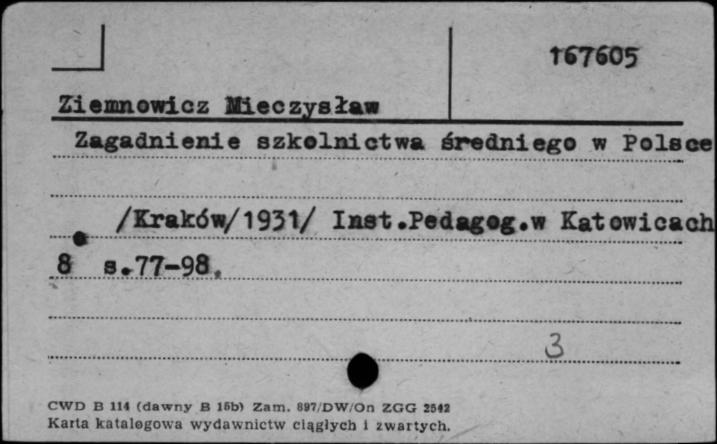 167605
Ziemnowicz Mieczysław
Zagadnienie szkolnictwa średniego w Polsce
/Kraków/1931/ Inst.Pedagog.w Katowicach
8° s.77-98.
3
CWD B 114 (dawny B 15b) Zam. 897/DW/On ZGG 2542
Karta katalogowa wydawnictw ciągłych i zwartych.